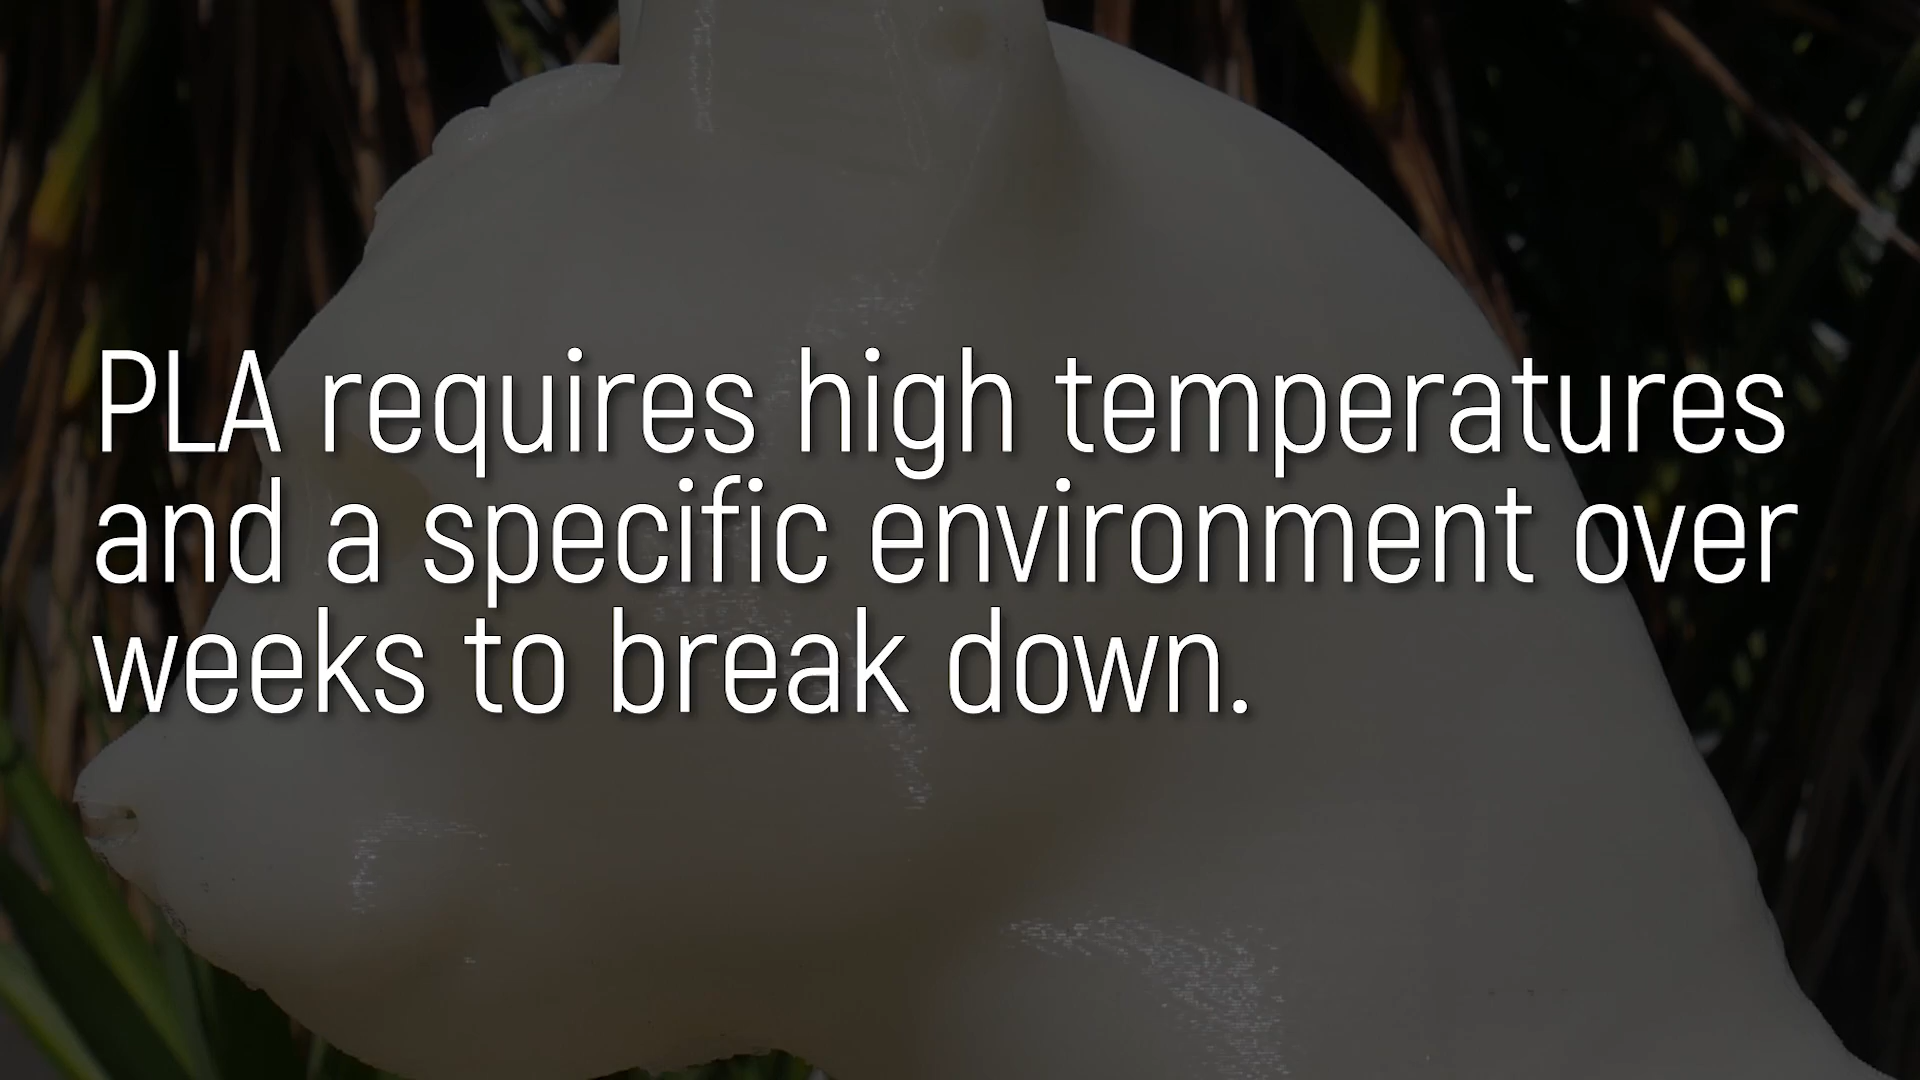 PLA requires high temperatures
and a specific environment over
weeks to break down.